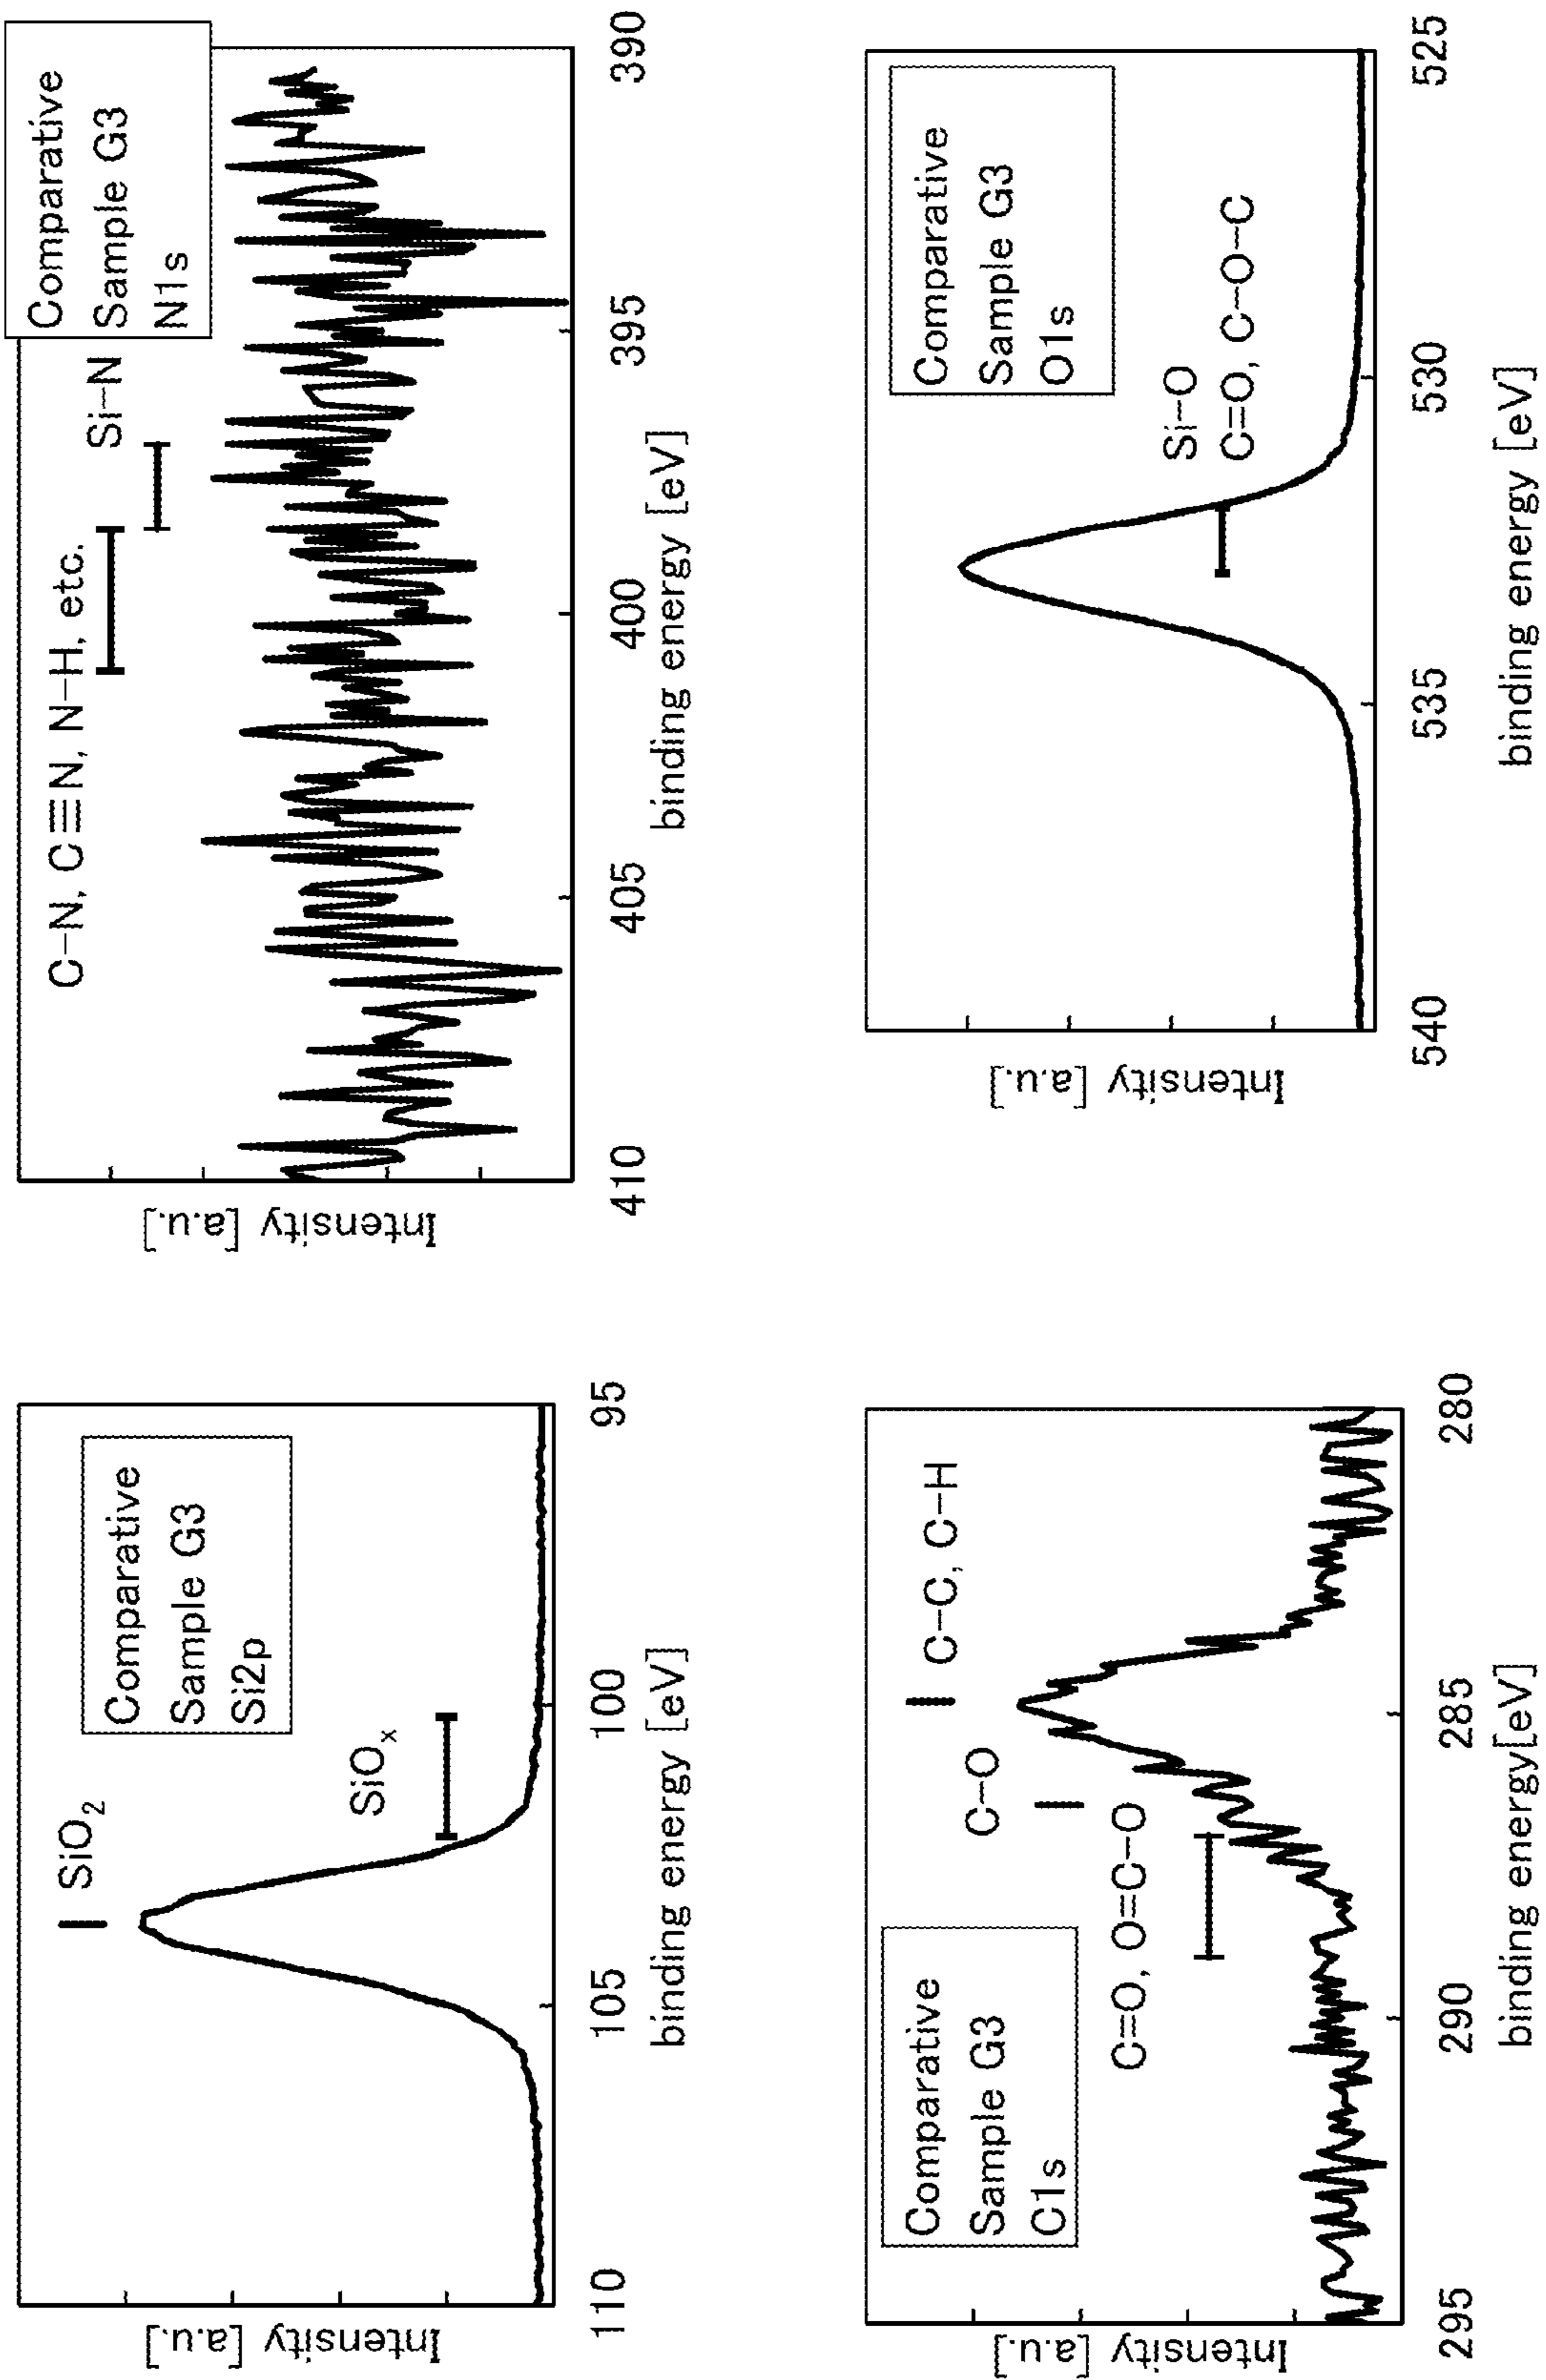 Intensity [a.u.]
SiO2
SiOx
Comparative
Sample G3
Si2p
110
105
100
95
binding energy [eV]
Intensity [a.u.]
C-N, C≡N, N-H, etc.
Si-N
Comparative
Sample G3
N1s
410
405
400
395
390
binding energy [eV]
Intensity [a.u.]
Comparative
Sample G3
C1s
C=O, O=C-O
C-O
C-C, C-H
295
290
285
280
binding energy[eV]
Intensity [a.u.]
Comparative
Sample G3
O1s
Si-O
C=O, C-O-C
540
535
530
525
binding energy [eV]